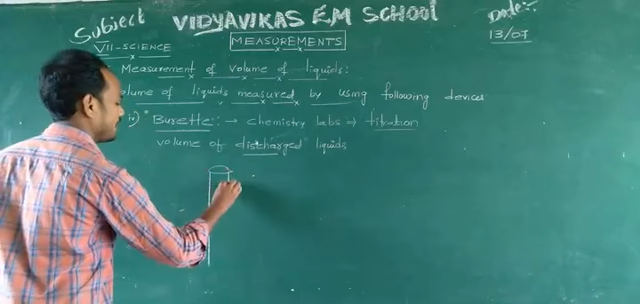 Subject VIDYAVIKAS E.M SCHOOL Date:-
VII-SCIENCE MEASUREMENTS 13/07
Measurement of volume of liquids:
volume of liquids measured by using following devices
iv) Burette:- → chemistry labs → titration
volume of discharged liquids